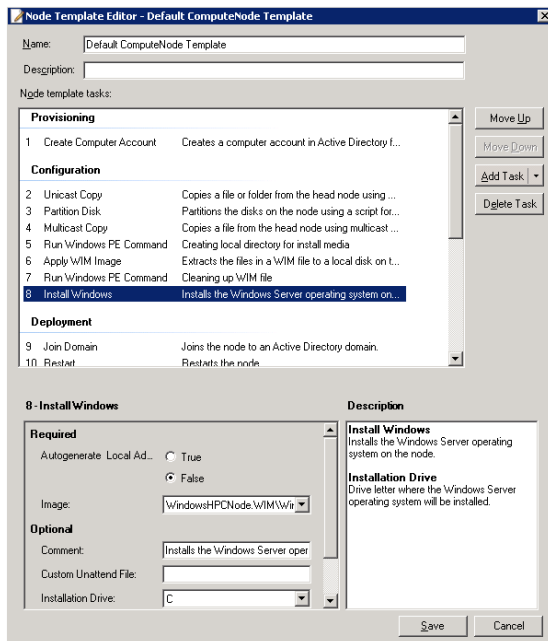 Node Template Editor - Default ComputeNode Template
Name: Default ComputeNode Template
Description:
Node template tasks:
Provisioning
1 Create Computer Account Creates a computer account in Active Directory f...
Configuration
2 Unicast Copy Copies a file or folder from the head node using ...
3 Partition Disk Partitions the disks on the node using a script for...
4 Multicast Copy Copies a file from the head node using multicast ...
5 Run Windows PE Command Creating local directory for install media
6 Apply WIM Image Extracts the files in a WIM file to a local disk on t...
7 Run Windows PE Command Cleaning up WIM file
8 Install Windows Installs the Windows Server operating system on...
Deployment
9 Join Domain Joins the node to an Active Directory domain.
10 Restart Restarts the node
Move Up
Move Down
Add Task
Delete Task
8 - Install Windows
Required
Autogenerate Local Ad... True
False
Image: WindowsHPCNode.WIM\Wir
Optional
Comment: Installs the Windows Server oper
Custom Unattend File:
Installation Drive: C
Description
Install Windows
Installs the Windows Server operating
system on the node.
Installation Drive
Drive letter where the Windows Server
operating system will be installed.
Save Cancel